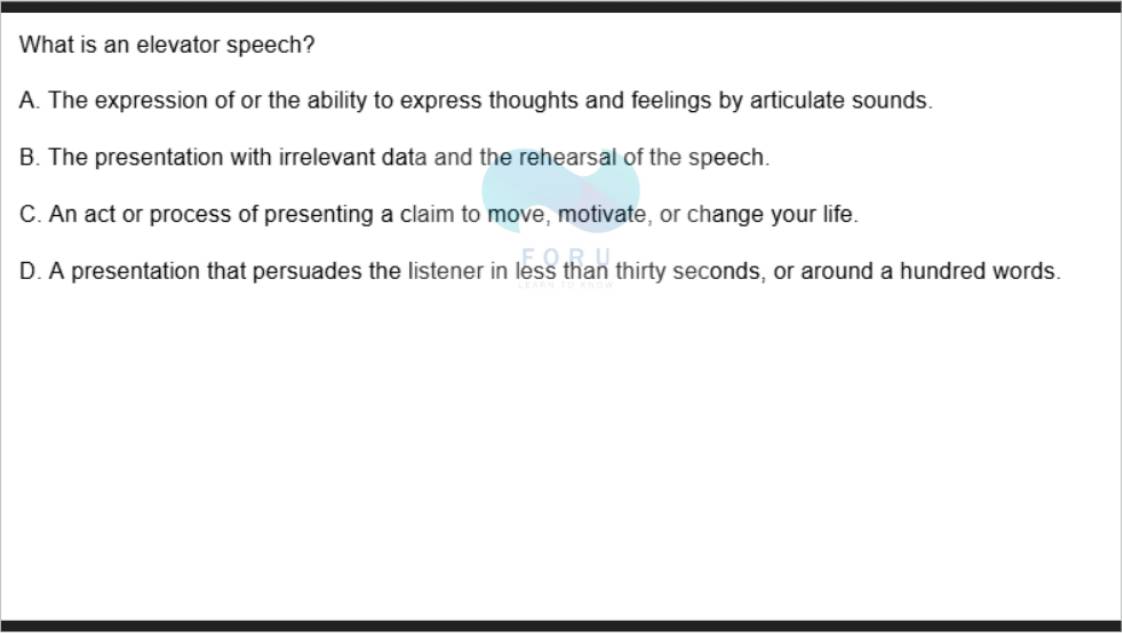 What is an elevator speech?
A. The expression of or the ability to express thoughts and feelings by articulate sounds.
B. The presentation with irrelevant data and the rehearsal of the speech.
C. An act or process of presenting a claim to move, motivate, or change your life.
FORU
D. A presentation that persuades the listener in less than thirty seconds, or around a hundred words.
LEARN TO KNOW